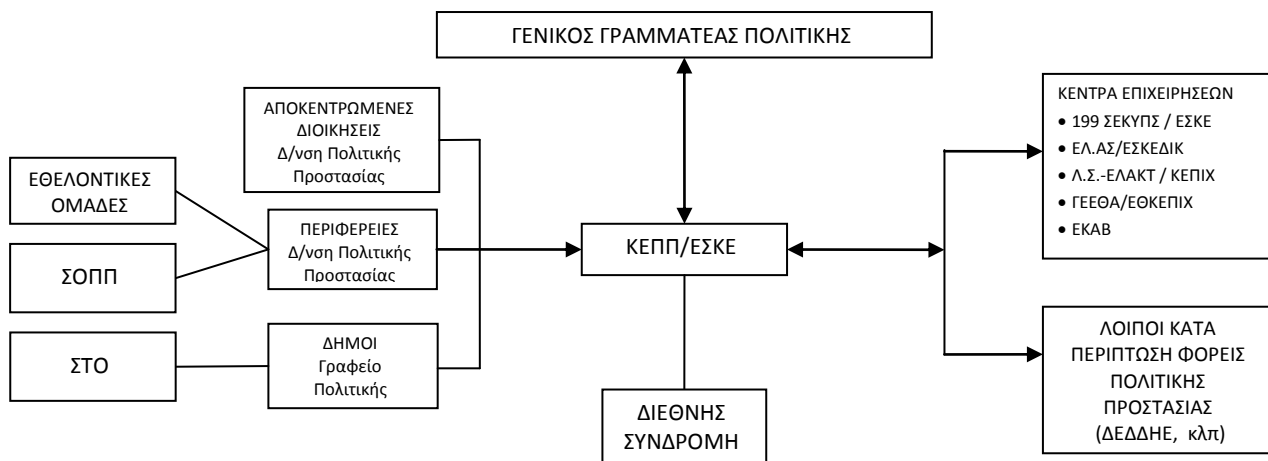 ΓΕΝΙΚΟΣ ΓΡΑΜΜΑΤΕΑΣ ΠΟΛΙΤΙΚΗΣ
ΑΠΟΚΕΝΤΡΩΜΕΝΕΣ
ΔΙΟΙΚΗΣΕΙΣ
Δ/νση Πολιτικής
Προστασίας
ΕΘΕΛΟΝΤΙΚΕΣ
ΟΜΑΔΕΣ
ΣΟΠΠ
ΣΤΟ
ΠΕΡΙΦΕΡΕΙΕΣ
Δ/νση Πολιτικής
Προστασίας
ΔΗΜΟΙ
Γραφείο
Πολιτικής
ΚΕΠΠ/ΕΣΚΕ
ΔΙΕΘΝΗΣ
ΣΥΝΔΡΟΜΗ
ΚΕΝΤΡΑ ΕΠΙΧΕΙΡΗΣΕΩΝ
• 199 ΣΕΚΥΠΣ / ΕΣΚΕ
• ΕΛ.ΑΣ/ΕΣΚΕΔΙΚ
• Λ.Σ.-ΕΛΑΚΤ / ΚΕΠΙΧ
• ΓΕΕΘΑ/ΕΘΚΕΠΙΧ
• ΕΚΑΒ
ΛΟΙΠΟΙ ΚΑΤΑ
ΠΕΡΙΠΤΩΣΗ ΦΟΡΕΙΣ
ΠΟΛΙΤΙΚΗΣ
ΠΡΟΣΤΑΣΙΑΣ
(ΔΕΔΔΗΕ, κλπ)